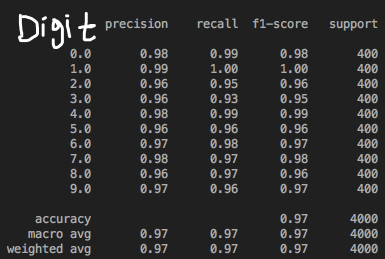 Digit precision recall f1-score support
0.0 0.98 0.99 0.98 400
1.0 0.99 1.00 1.00 400
2.0 0.96 0.95 0.96 400
3.0 0.96 0.93 0.95 400
4.0 0.98 0.99 0.99 400
5.0 0.96 0.96 0.96 400
6.0 0.97 0.98 0.97 400
7.0 0.98 0.97 0.98 400
8.0 0.96 0.97 0.96 400
9.0 0.97 0.96 0.97 400
accuracy 0.97 4000
macro avg 0.97 0.97 0.97 4000
weighted avg 0.97 0.97 0.97 4000